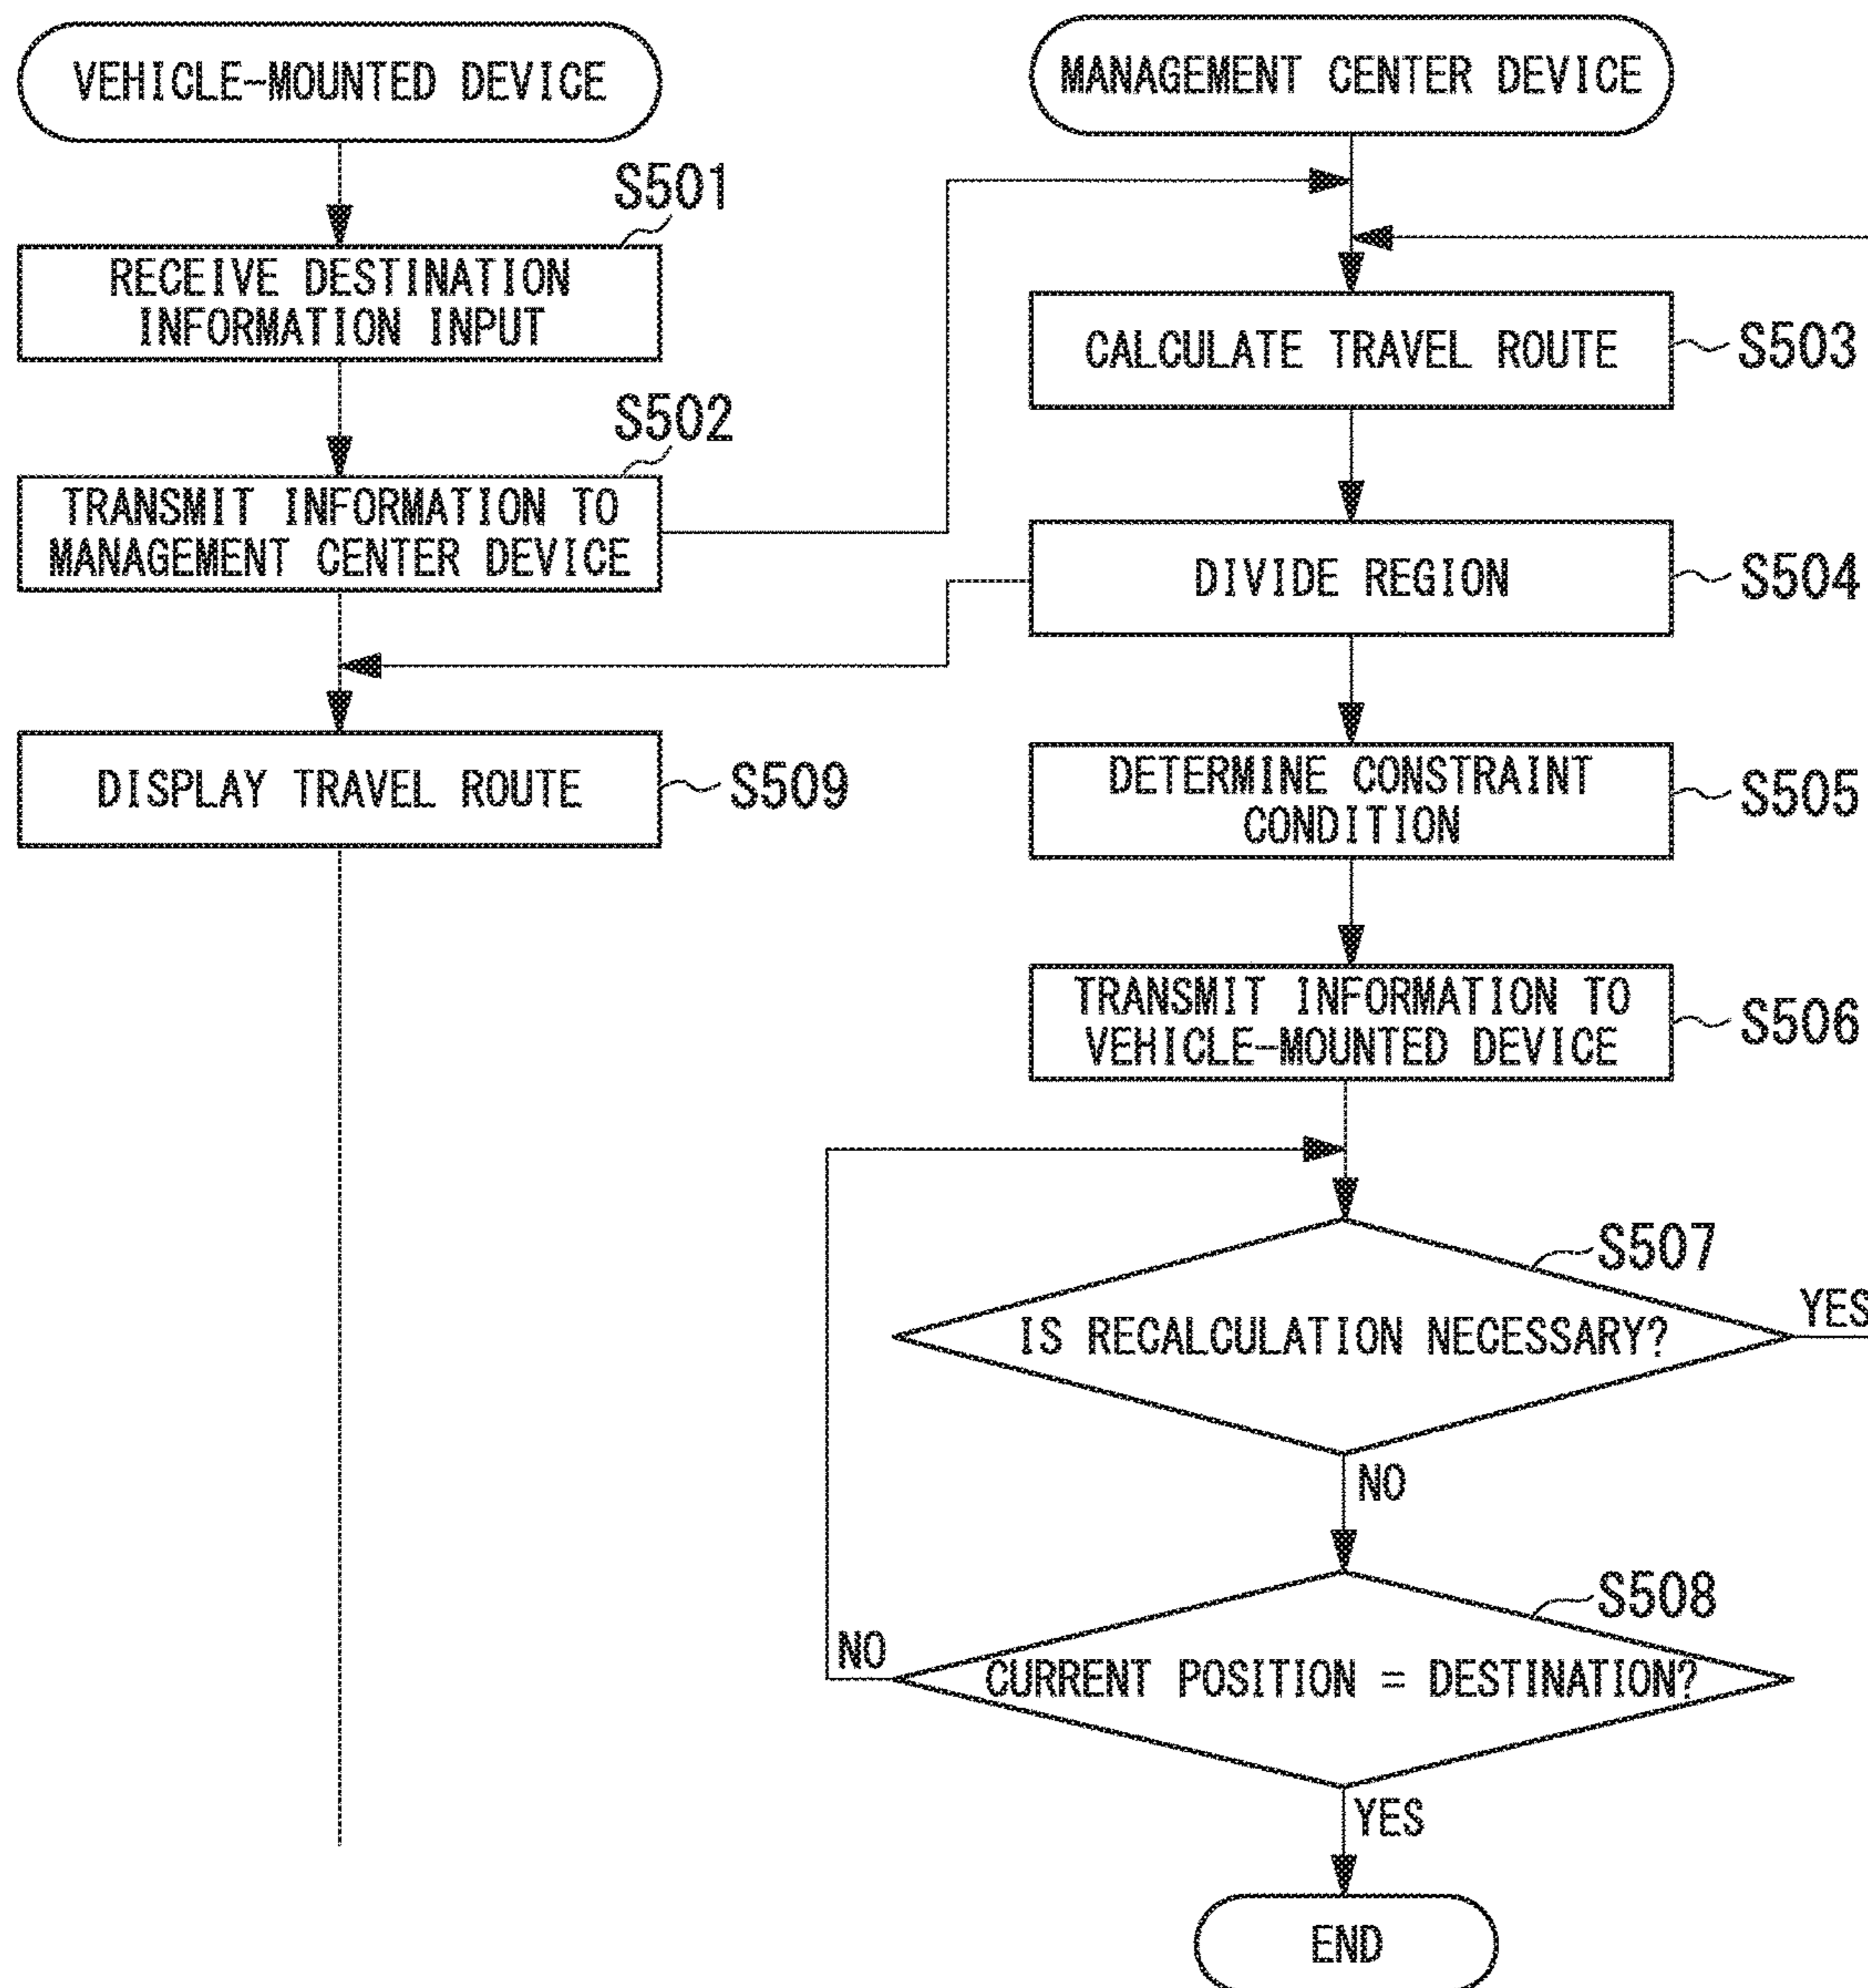 VEHICLE-MOUNTED DEVICE
S501
RECEIVE DESTINATION
INFORMATION INPUT
S502
TRANSMIT INFORMATION TO
MANAGEMENT CENTER DEVICE
DISPLAY TRAVEL ROUTE
S509
MANAGEMENT CENTER DEVICE
CALCULATE TRAVEL ROUTE
S503
DIVIDE REGION
S504
DETERMINE CONSTRAINT
CONDITION
S505
TRANSMIT INFORMATION TO
VEHICLE-MOUNTED DEVICE
S506
S507
IS RECALCULATION NECESSARY?
YES
NO
S508
CURRENT POSITION = DESTINATION?
NO
YES
END